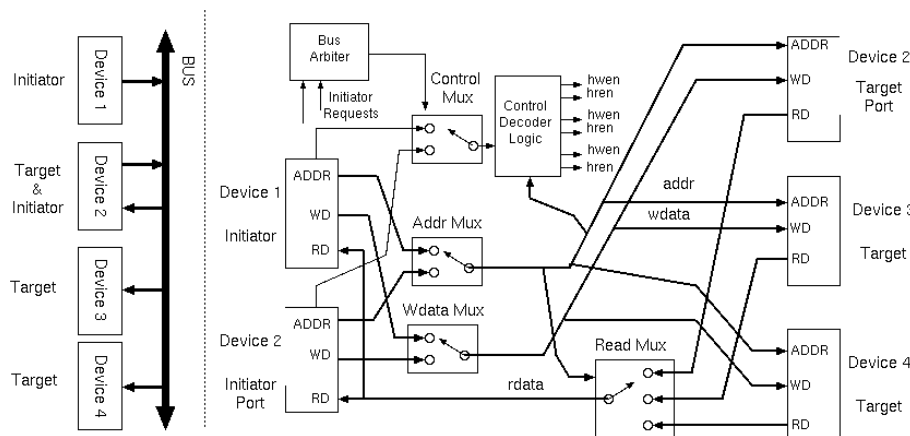 Initiator
Device 1
BUS
Target
&
Initiator
Device 2
Target
Device 3
Target
Device 4
Bus
Arbiter
Initiator
Requests
Control
Mux
Control
Decoder
Logic
hwen
hren
hwen
hren
hwen
hren
Device 1
Initiator
ADDR
WD
RD
Addr Mux
Device 2
Initiator
Port
ADDR
WD
RD
Wdata Mux
rdata
Read Mux
addr
wdata
ADDR
WD
RD
Device 2
Target
Port
ADDR
WD
RD
Device 3
Target
ADDR
WD
RD
Device 4
Target